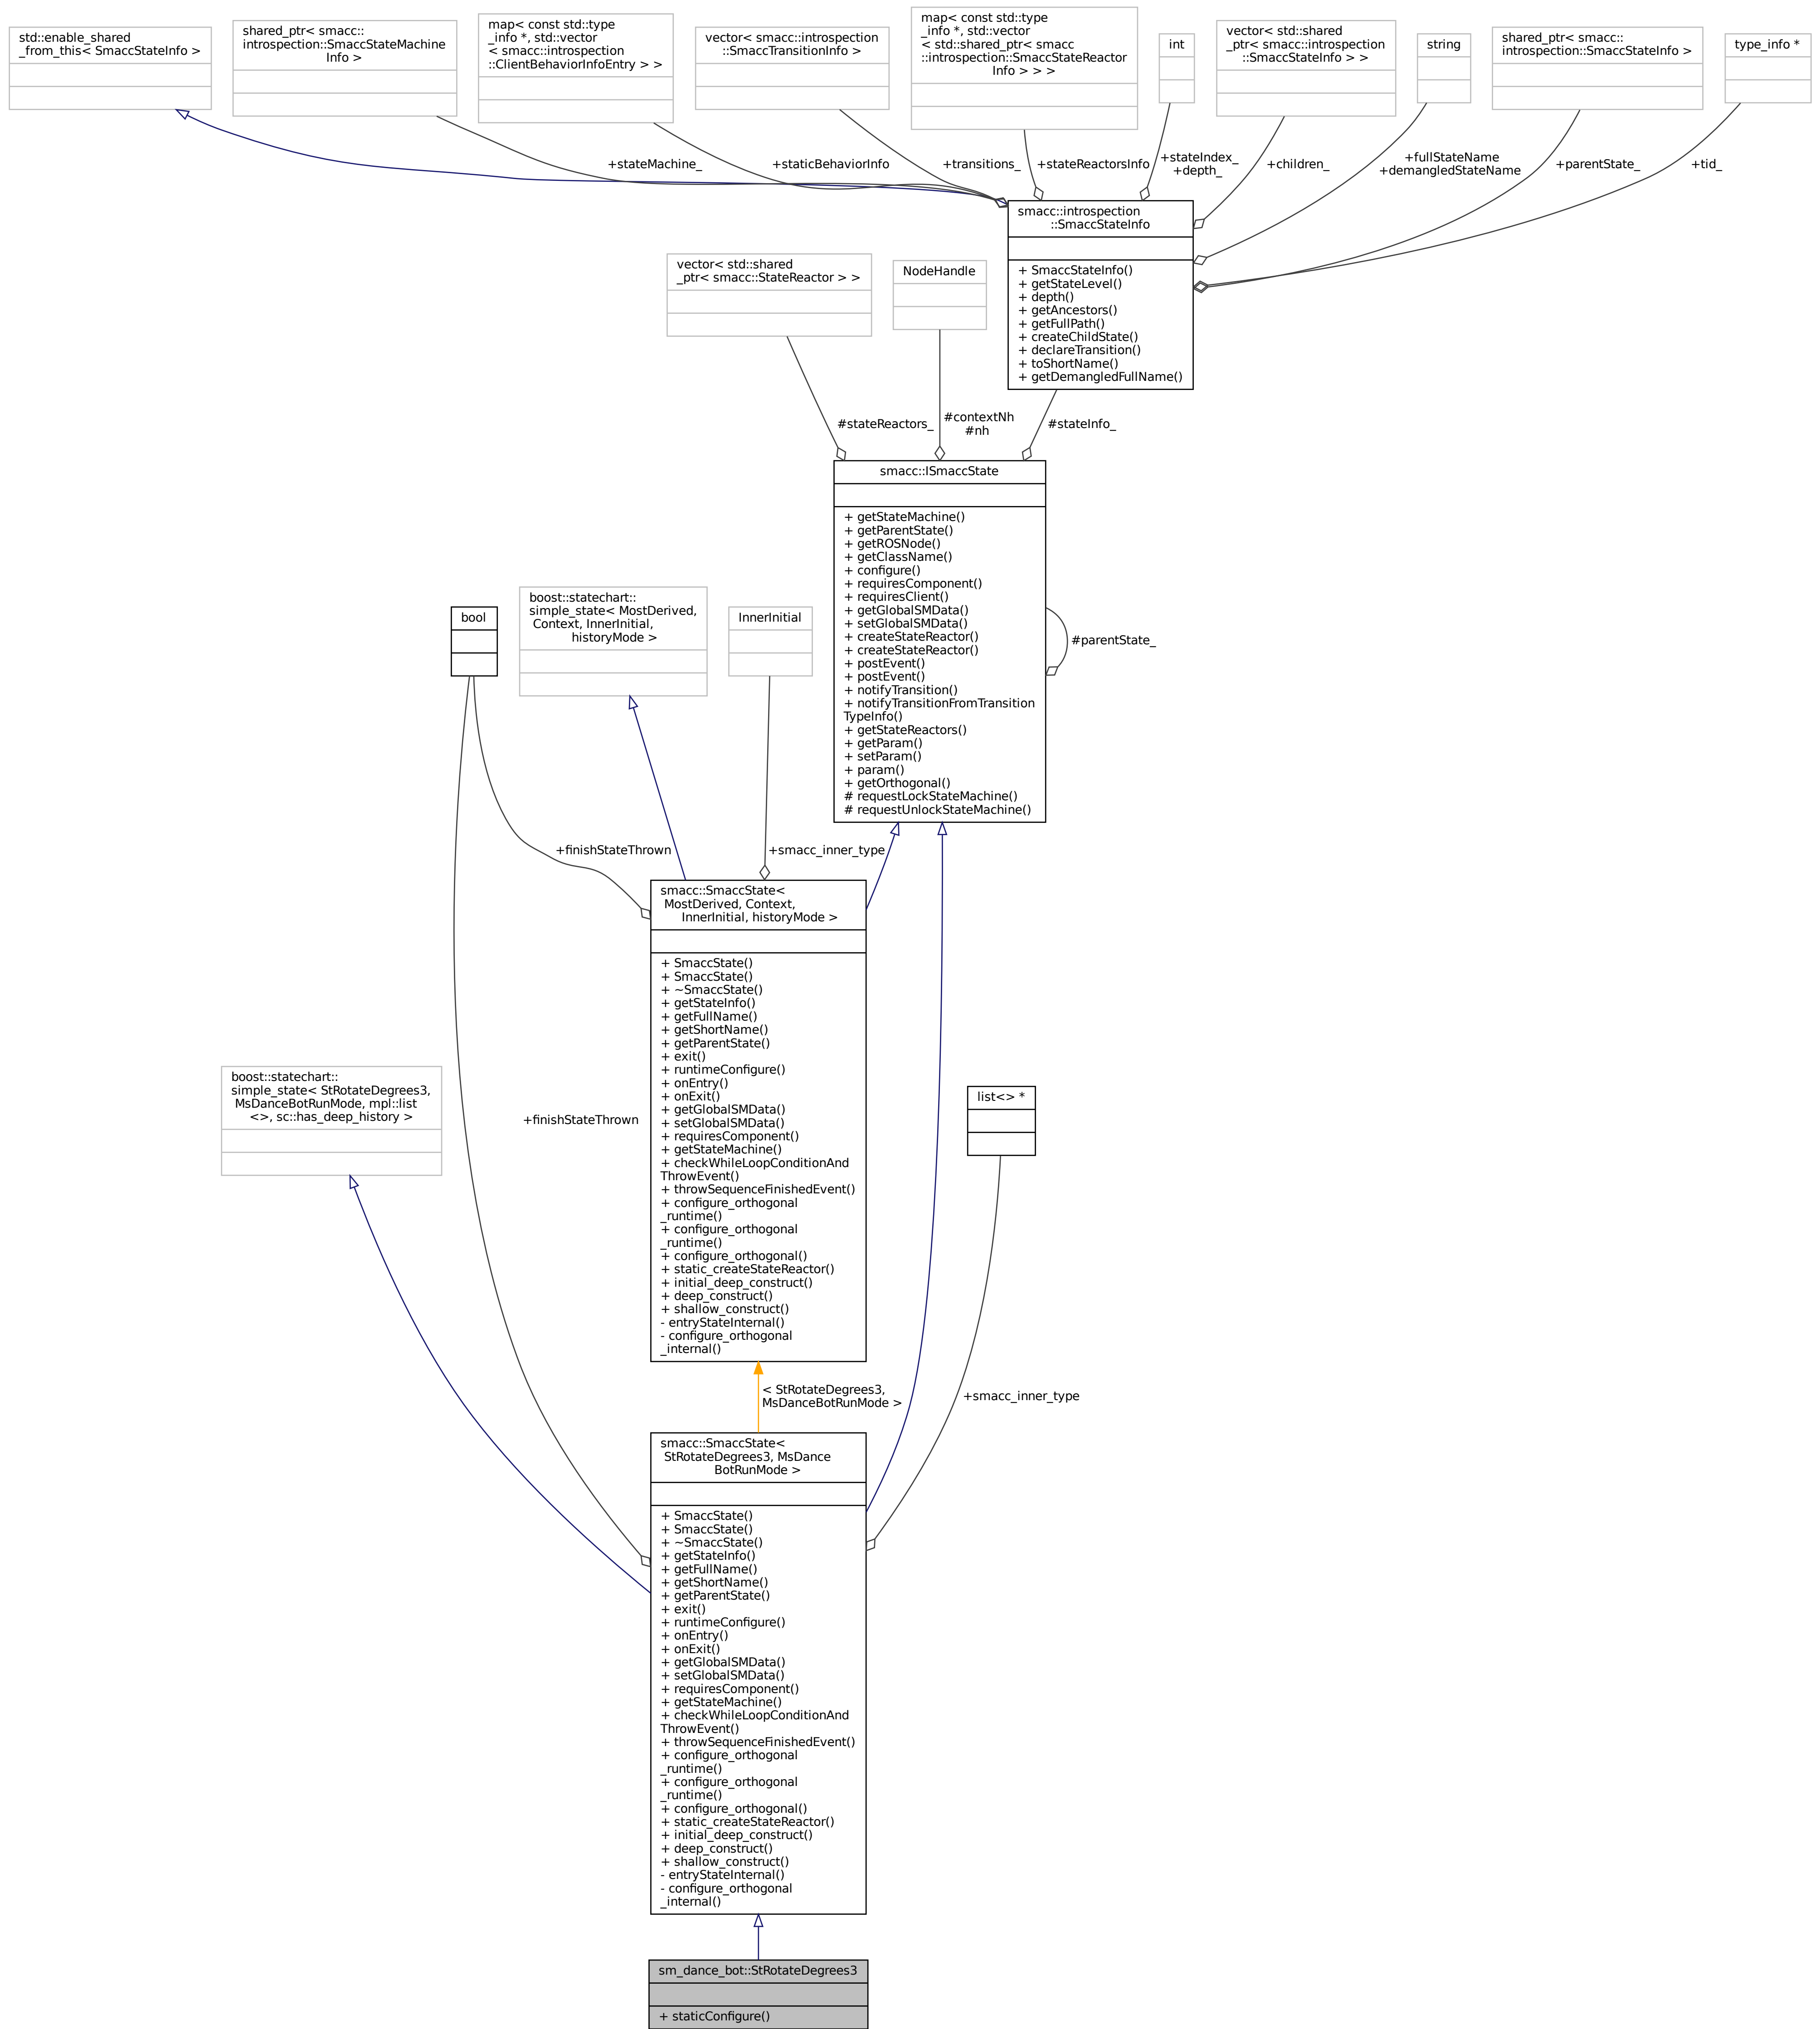 std::enable_shared
_from_this< SmaccStateInfo >
shared_ptr< smacc::
introspection::SmaccStateMachine
Info >
map< const std::type
_info *, std::vector
< smacc::introspection
::ClientBehaviorInfoEntry > >
vector< smacc::introspection
::SmaccTransitionInfo >
map< const std::type
_info *, std::vector
< std::shared_ptr< smacc
::introspection::SmaccStateReactor
Info > > >
int
vector< std::shared
_ptr< smacc::introspection
::SmaccStateInfo > >
string
shared_ptr< smacc::
introspection::SmaccStateInfo >
type_info *
+stateMachine_
+staticBehaviorInfo
+transitions_
+stateReactorsInfo
+stateIndex_
+depth_
+children_
+fullStateName
+demangledStateName
+parentState_
+tid_
smacc::introspection
::SmaccStateInfo
+ SmaccStateInfo()
+ getStateLevel()
+ depth()
+ getAncestors()
+ getFullPath()
+ createChildState()
+ declareTransition()
+ toShortName()
+ getDemangledFullName()
vector< std::shared
_ptr< smacc::StateReactor > >
NodeHandle
#stateReactors_
#contextNh
#nh
#stateInfo_
smacc::ISmaccState
+ getStateMachine()
+ getParentState()
+ getROSNode()
+ getClassName()
+ configure()
+ requiresComponent()
+ requiresClient()
+ getGlobalSMData()
+ setGlobalSMData()
+ createStateReactor()
+ createStateReactor()
+ postEvent()
+ postEvent()
+ notifyTransition()
+ notifyTransitionFromTransition
TypeInfo()
+ getStateReactors()
+ getParam()
+ setParam()
+ param()
+ getOrthogonal()
# requestLockStateMachine()
# requestUnlockStateMachine()
#parentState_
bool
boost::statechart::
simple_state< MostDerived,
Context, InnerInitial,
historyMode >
InnerInitial
+finishStateThrown
+smacc_inner_type
smacc::SmaccState<
MostDerived, Context,
InnerInitial, historyMode >
+ SmaccState()
+ SmaccState()
+ ~SmaccState()
+ getStateInfo()
+ getFullName()
+ getShortName()
+ getParentState()
+ exit()
+ runtimeConfigure()
+ onEntry()
+ onExit()
+ getGlobalSMData()
+ setGlobalSMData()
+ requiresComponent()
+ getStateMachine()
+ checkWhileLoopConditionAnd
ThrowEvent()
+ throwSequenceFinishedEvent()
+ configure_orthogonal
_runtime()
+ configure_orthogonal
_runtime()
+ configure_orthogonal()
+ static_createStateReactor()
+ initial_deep_construct()
+ deep_construct()
+ shallow_construct()
- entryStateInternal()
- configure_orthogonal
_internal()
boost::statechart::
simple_state< StRotateDegrees3,
MsDanceBotRunMode, mpl::list
<>, sc::has_deep_history >
+finishStateThrown
list<> *
< StRotateDegrees3,
MsDanceBotRunMode >
+smacc_inner_type
smacc::SmaccState<
StRotateDegrees3, MsDance
BotRunMode >
+ SmaccState()
+ SmaccState()
+ ~SmaccState()
+ getStateInfo()
+ getFullName()
+ getShortName()
+ getParentState()
+ exit()
+ runtimeConfigure()
+ onEntry()
+ onExit()
+ getGlobalSMData()
+ setGlobalSMData()
+ requiresComponent()
+ getStateMachine()
+ checkWhileLoopConditionAnd
ThrowEvent()
+ throwSequenceFinishedEvent()
+ configure_orthogonal
_runtime()
+ configure_orthogonal
_runtime()
+ configure_orthogonal()
+ static_createStateReactor()
+ initial_deep_construct()
+ deep_construct()
+ shallow_construct()
- entryStateInternal()
- configure_orthogonal
_internal()
sm_dance_bot::StRotateDegrees3
+ staticConfigure()